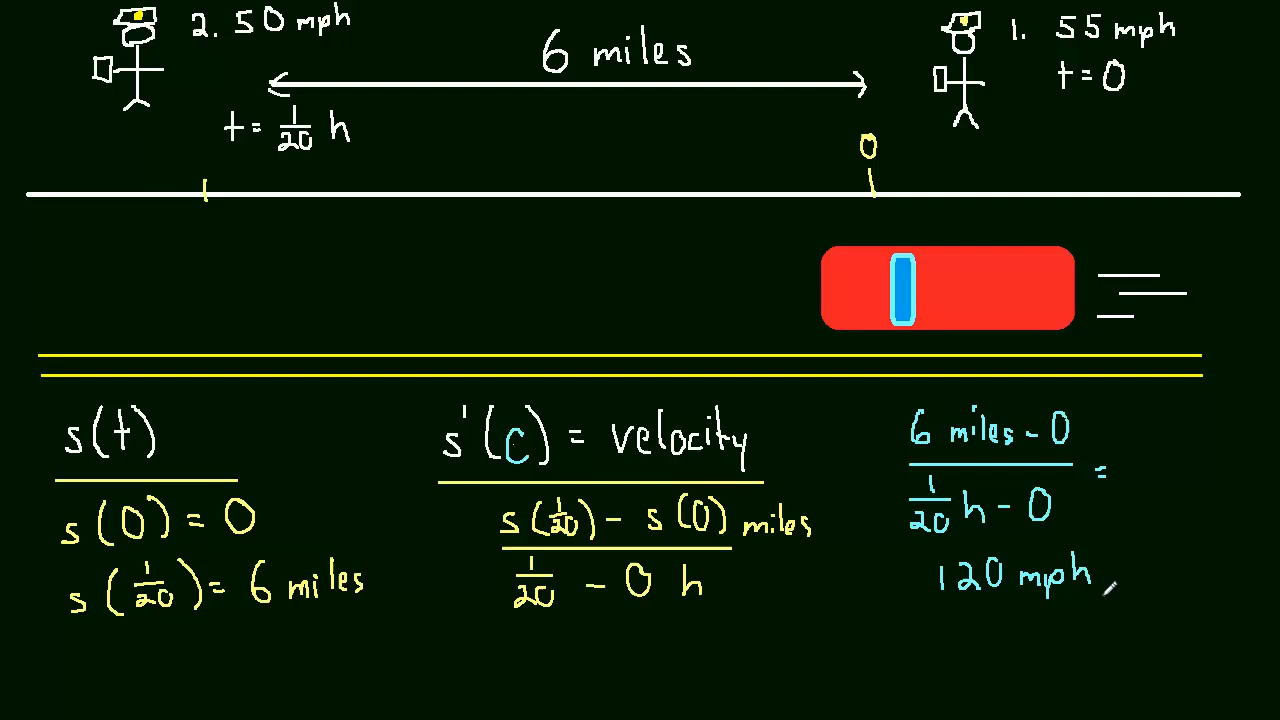 2. 50 mph
6 miles
1. 55 mph
t = 0
t = 1/20 h
0
s(t)
s(0) = 0
s(1/20) = 6 miles
s'(c) = velocity
s(1/20) - s(0) miles
1/20 - 0 h
6 miles - 0
1/20 h - 0
=
120 mph